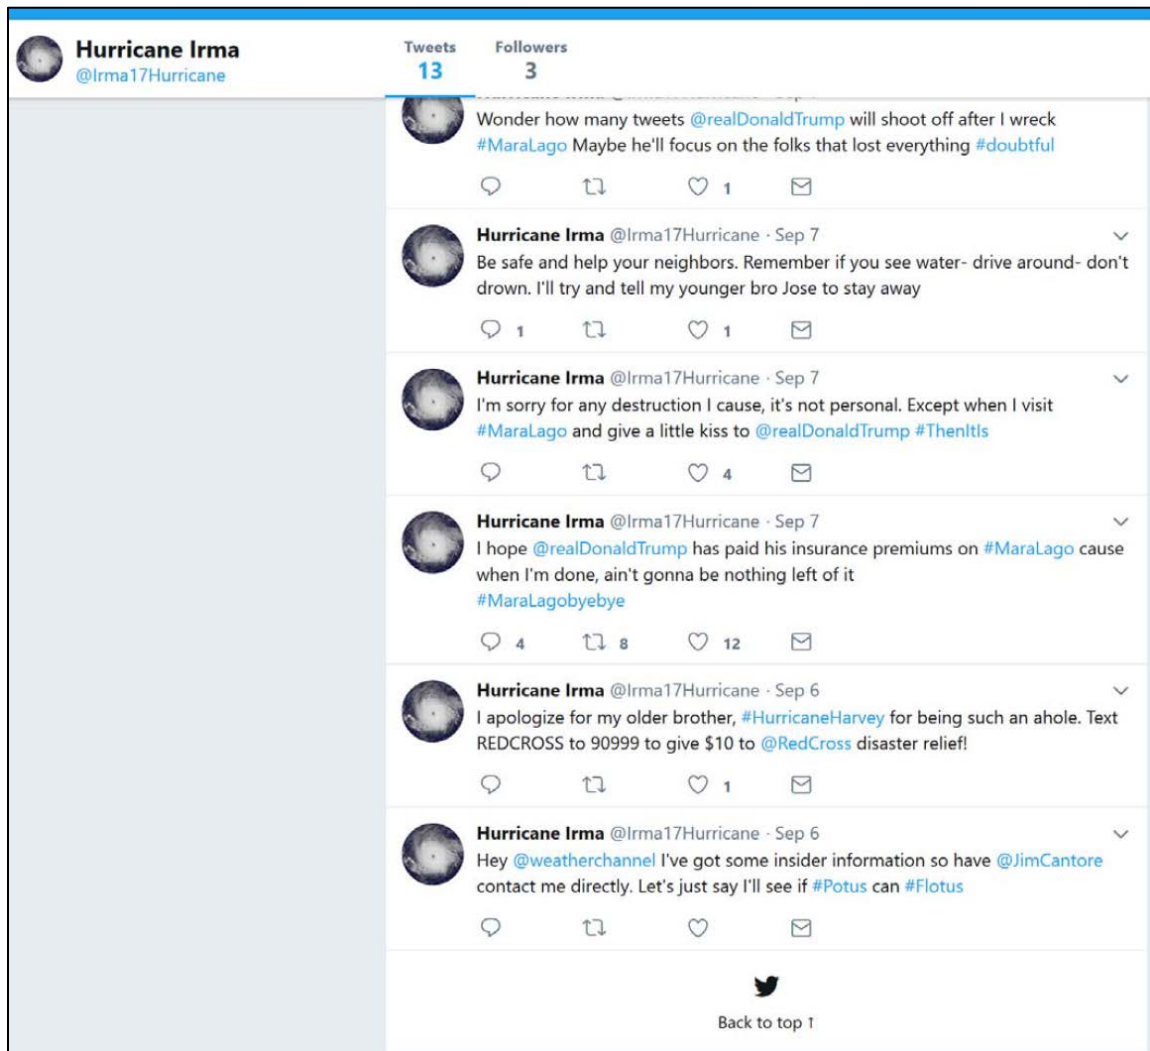 Hurricane Irma
@Irma17Hurricane
Tweets
13
Followers
3
Wonder how many tweets @realDonaldTrump will shoot off after I wreck
#MaraLago Maybe he'll focus on the folks that lost everything #doubtful
1
Hurricane Irma @Irma17Hurricane · Sep 7
Be safe and help your neighbors. Remember if you see water- drive around- don't
drown. I'll try and tell my younger bro Jose to stay away
1 1
Hurricane Irma @Irma17Hurricane · Sep 7
I'm sorry for any destruction I cause, it's not personal. Except when I visit
#MaraLago and give a little kiss to @realDonaldTrump #ThenItIs
4
Hurricane Irma @Irma17Hurricane · Sep 7
I hope @realDonaldTrump has paid his insurance premiums on #MaraLago cause
when I'm done, ain't gonna be nothing left of it
#MaraLagobyebye
4 8 12
Hurricane Irma @Irma17Hurricane · Sep 6
I apologize for my older brother, #HurricaneHarvey for being such an ahole. Text
REDCROSS to 90999 to give $10 to @RedCross disaster relief!
1
Hurricane Irma @Irma17Hurricane · Sep 6
Hey @weatherchannel I've got some insider information so have @JimCantore
contact me directly. Let's just say I'll see if #Potus can #Flotus
Back to top ↑